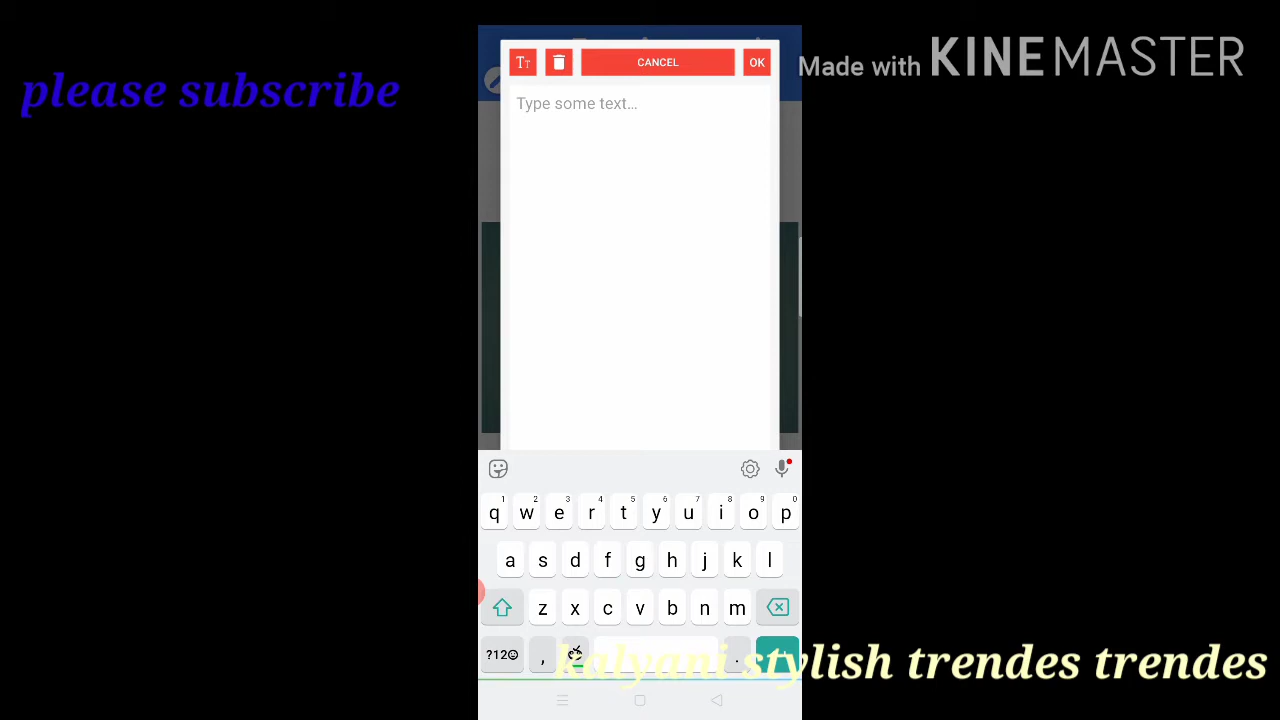 please subscribe
Made with KINEMASTER
TT CANCEL OK
Type some text...
1 2 3 4 5 6 7 8 9 0
q w e r t y u i o p
a s d f g h j k l
z x c v b n m
?12☺ , .
kalyani stylish trendes trendes